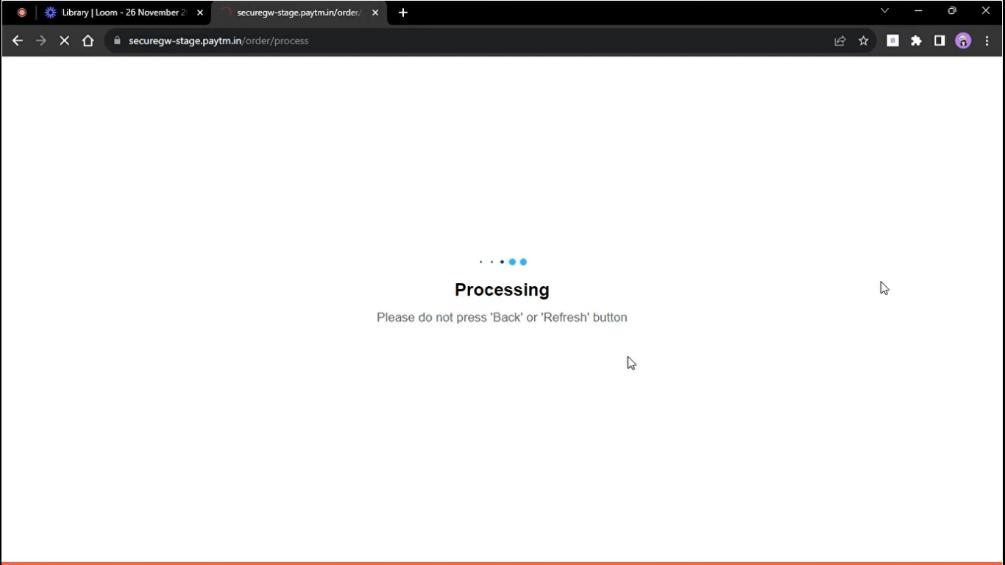 Library | Loom - 26 November 2
securegw-stage.paytm.in/order/
securegw-stage.paytm.in/order/process
Processing
Please do not press 'Back' or 'Refresh' button